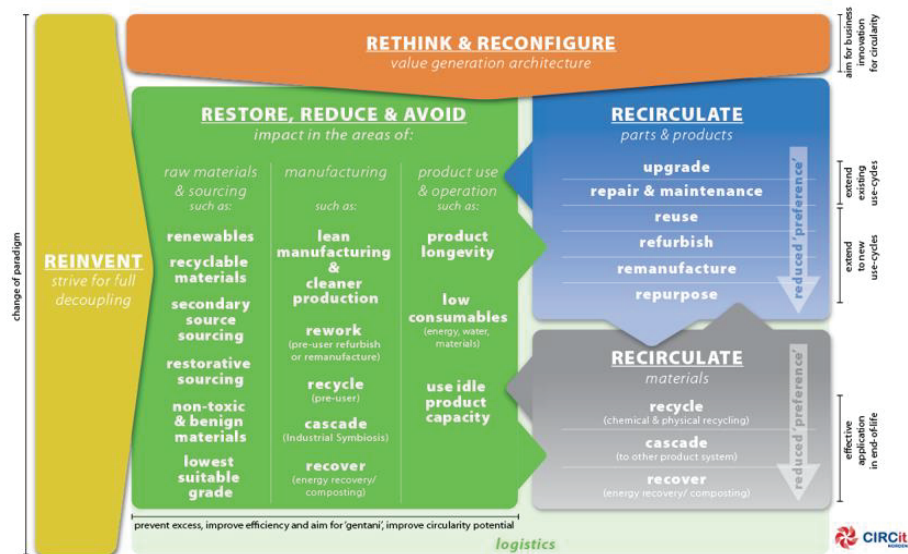 RETHINK & RECONFIGURE
value generation architecture
aim for business
innovation
for circularity
change of paradigm
REINVENT
strive for full
decoupling
RESTORE, REDUCE & AVOID
impact in the areas of:
raw materials
& sourcing
such as:
renewables
recyclable
materials
secondary
source
sourcing
restorative
sourcing
non-toxic
& benign
materials
lowest
suitable
grade
manufacturing
such as:
lean
manufacturing
&
cleaner
production
rework
(pre-user refurbish
or remanufacture)
recycle
(pre-user)
cascade
(Industrial Symbiosis)
recover
(energy recovery/
composting)
product use
& operation
such as:
product
longevity
low
consumables
(energy, water,
materials)
use idle
product
capacity
prevent excess, improve efficiency and aim for 'gentani', improve circularity potential
RECIRCULATE
parts & products
upgrade
repair & maintenance
reuse
refurbish
remanufacture
repurpose
reduced 'preference'
extend
existing
use-cycles
extend
to new
use-cycles
RECIRCULATE
materials
recycle
(chemical & physical recycling)
cascade
(to other product system)
recover
(energy recovery/ composting)
reduced 'preference'
effective
application
in end-of-life
logistics
CIRCit
NORDEN